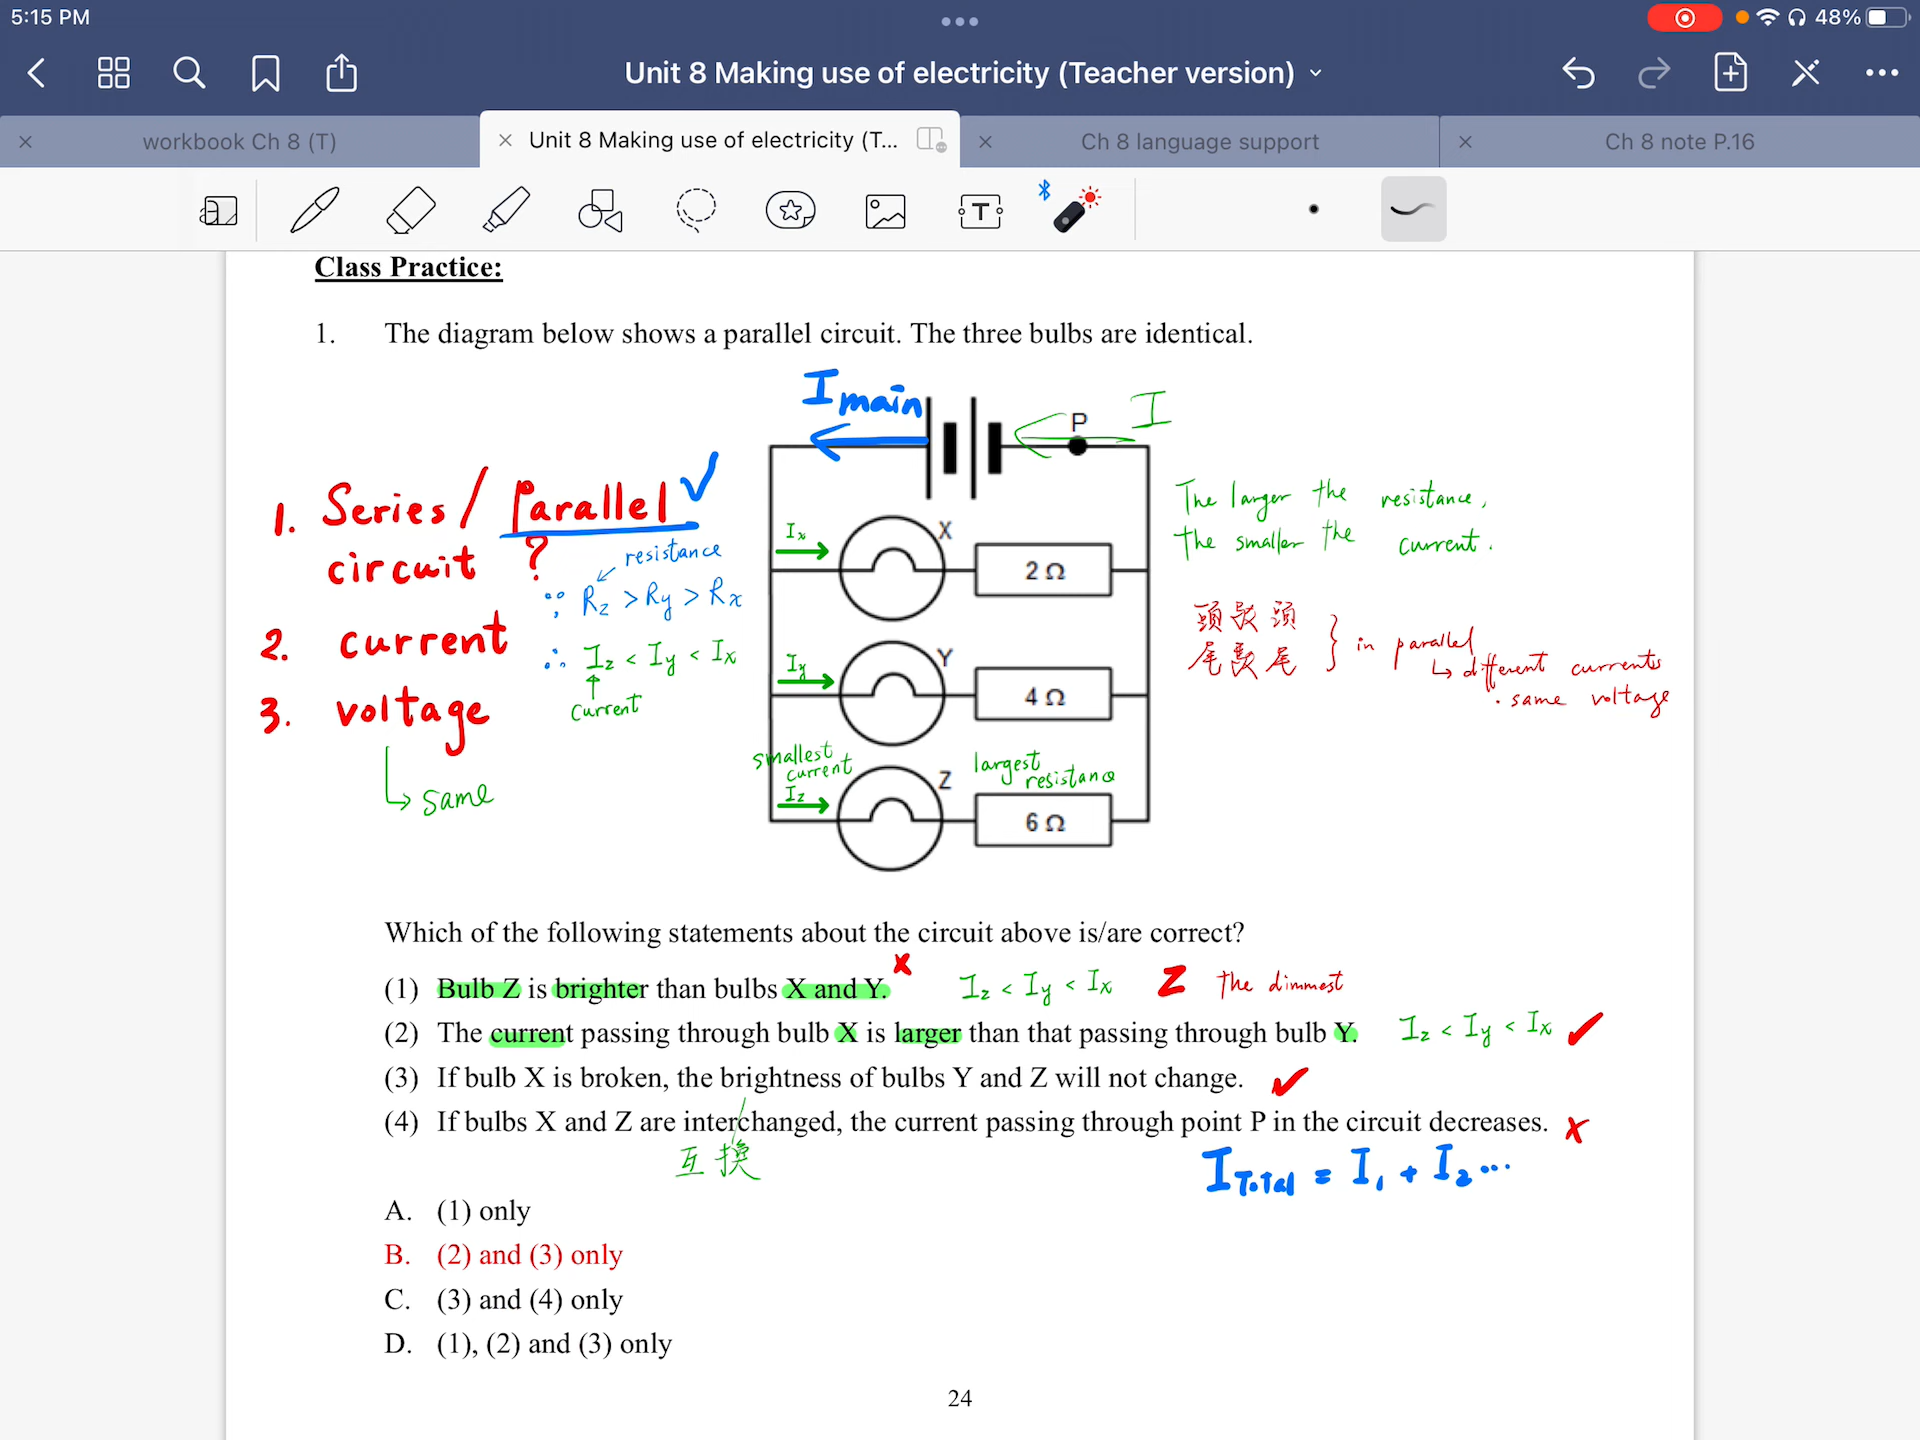 5:15 PM
48%
Unit 8 Making use of electricity (Teacher version)
workbook Ch 8 (T)
Unit 8 Making use of electricity (T...
Ch 8 language support
Ch 8 note P.16
Class Practice:
1. The diagram below shows a parallel circuit. The three bulbs are identical.
I main
P
I
1. Series / Parallel ✓
circuit ?
resistance
∵ Rz > Ry > Rx
∴ Iz < Iy < Ix
current
2. current
3. voltage
same
Ix
X
2 Ω
Iy
Y
4 Ω
smallest
current
Iz
Z
largest
resistance
6 Ω
The larger the resistance,
the smaller the current.
頭 頭
尾 尾
} in parallel
↳ different currents
· same voltage
Which of the following statements about the circuit above is/are correct?
(1) Bulb Z is brighter than bulbs X and Y. ✗ Iz < Iy < Ix Z the dimmest
(2) The current passing through bulb X is larger than that passing through bulb Y. Iz < Iy < Ix ✓
(3) If bulb X is broken, the brightness of bulbs Y and Z will not change. ✓
(4) If bulbs X and Z are interchanged, the current passing through point P in the circuit decreases. ✗
互換
I Total = I1 + I2 ...
A. (1) only
B. (2) and (3) only
C. (3) and (4) only
D. (1), (2) and (3) only
24